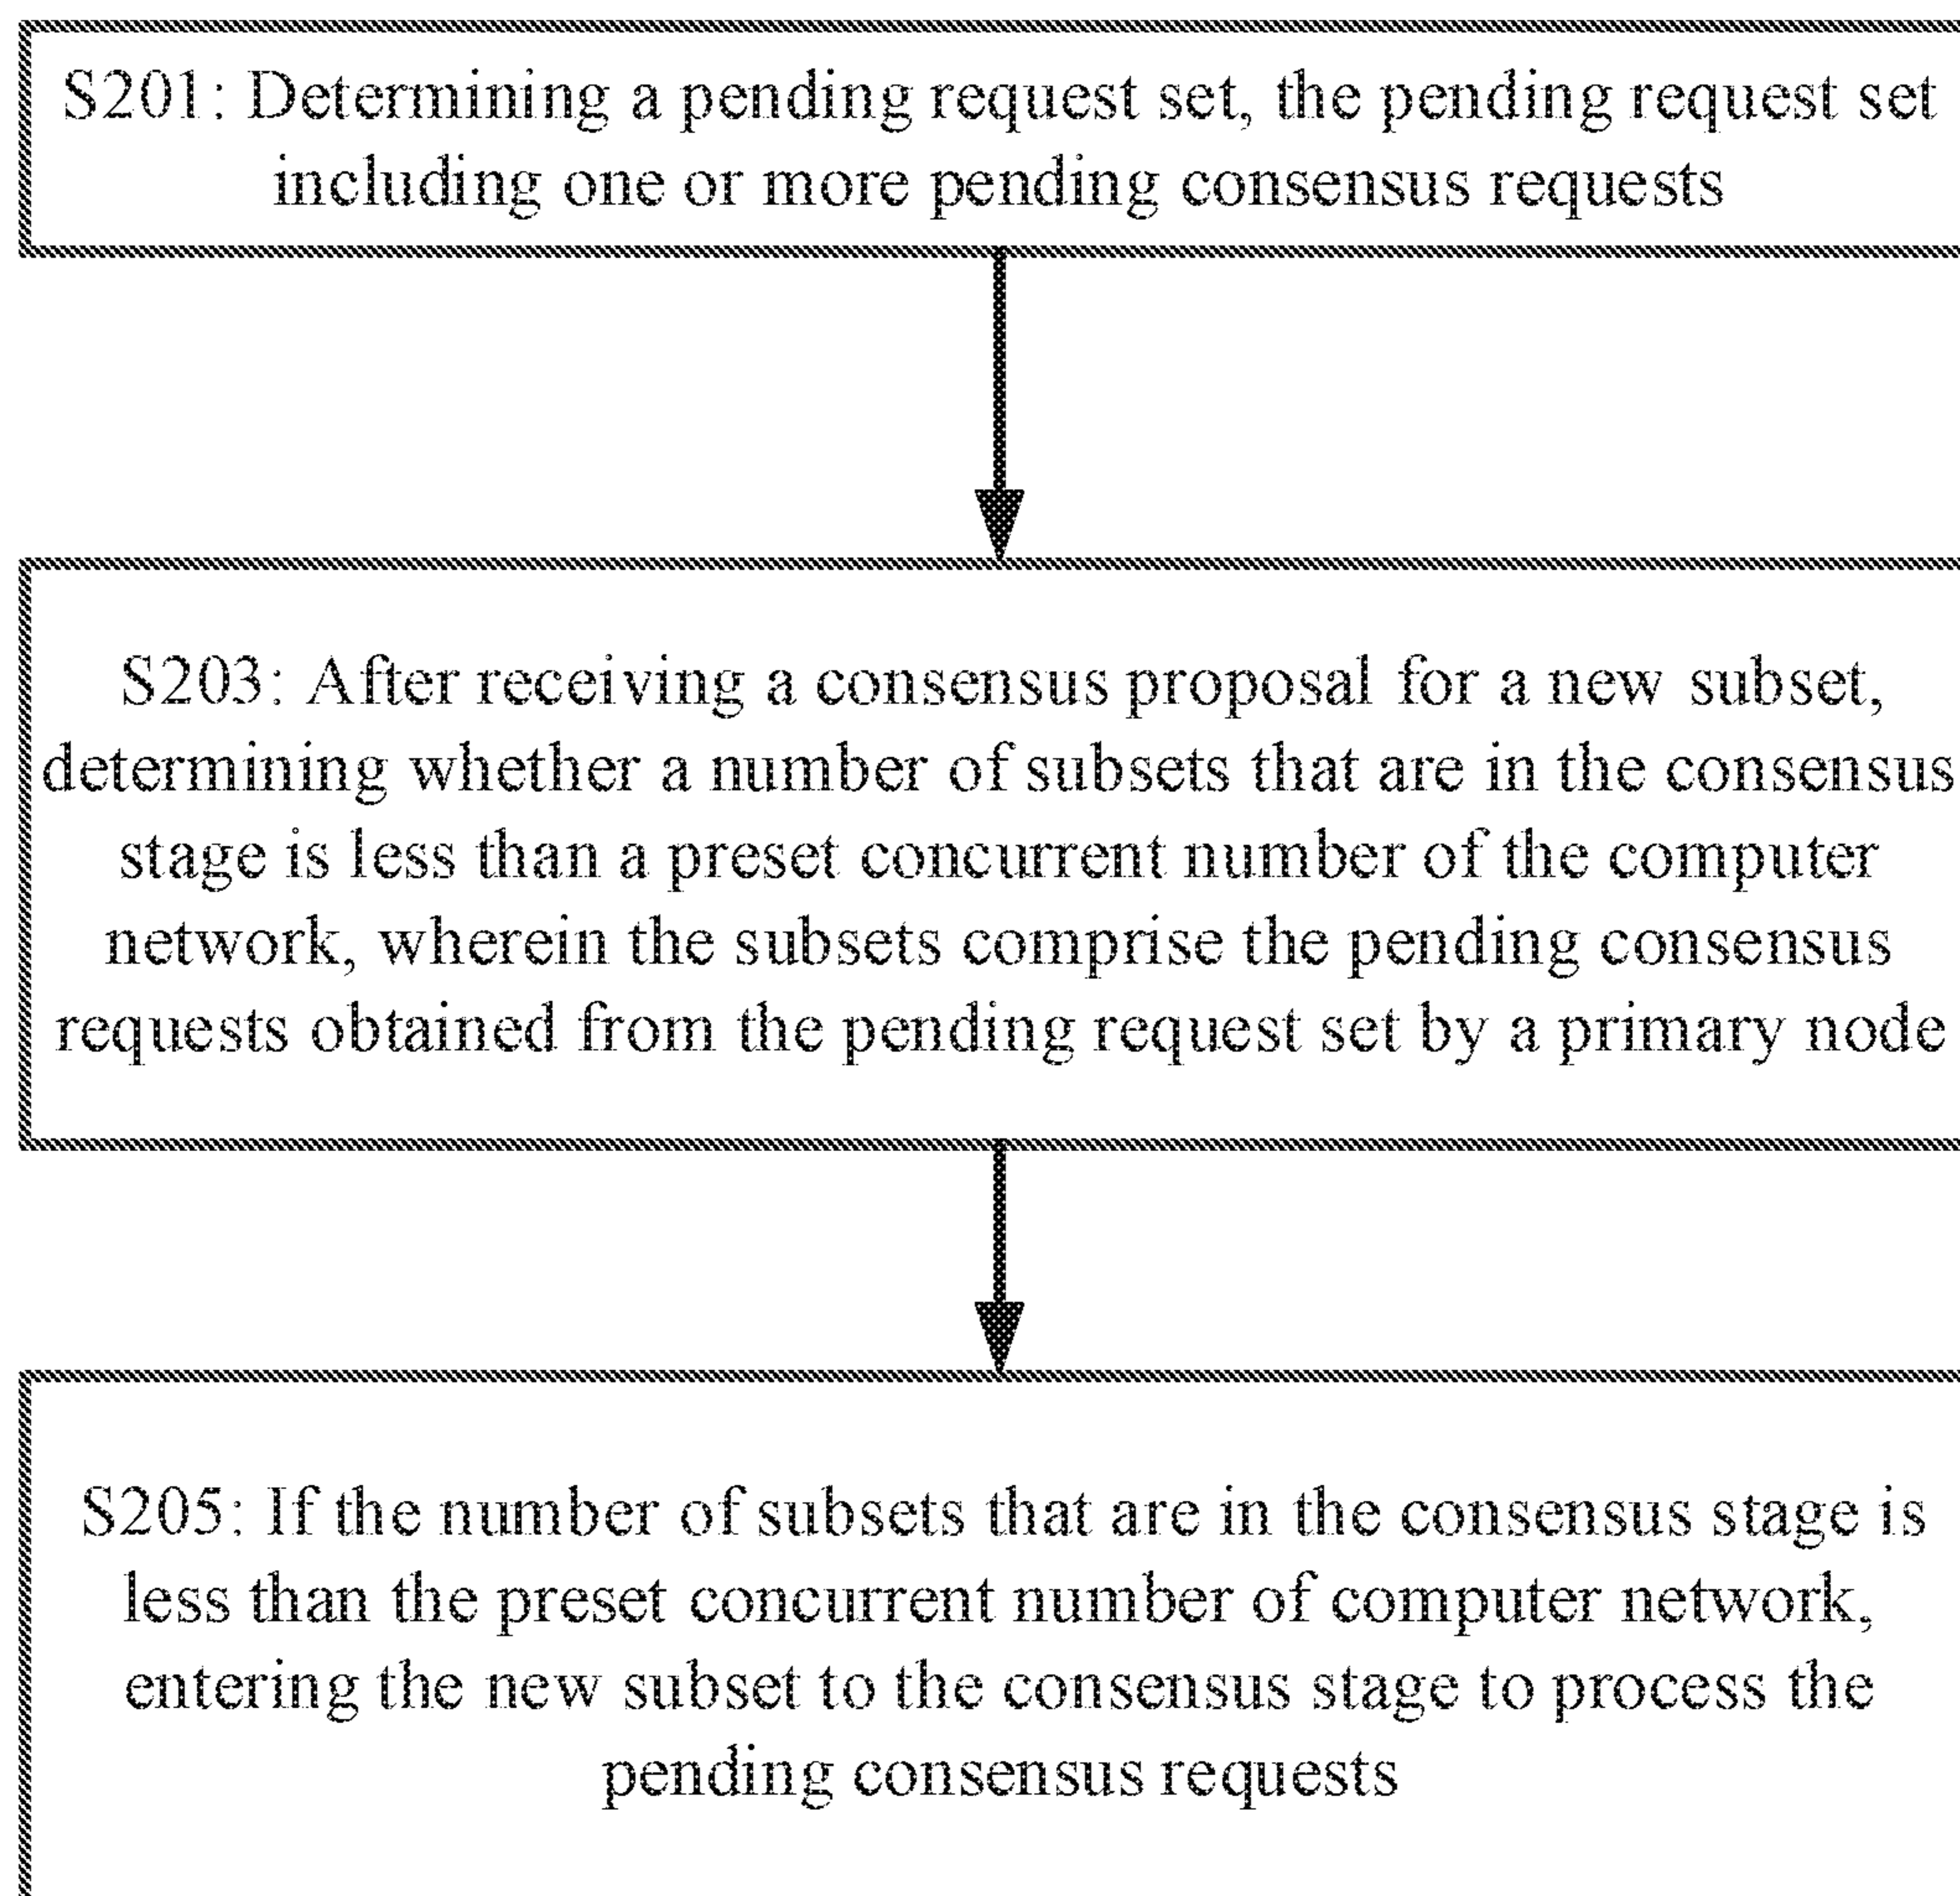 S201: Determining a pending request set, the pending request set
including one or more pending consensus requests
S203: After receiving a consensus proposal for a new subset,
determining whether a number of subsets that are in the consensus
stage is less than a preset concurrent number of the computer
network, wherein the subsets comprise the pending consensus
requests obtained from the pending request set by a primary node
S205: If the number of subsets that are in the consensus stage is
less than the preset concurrent number of computer network,
entering the new subset to the consensus stage to process the
pending consensus requests